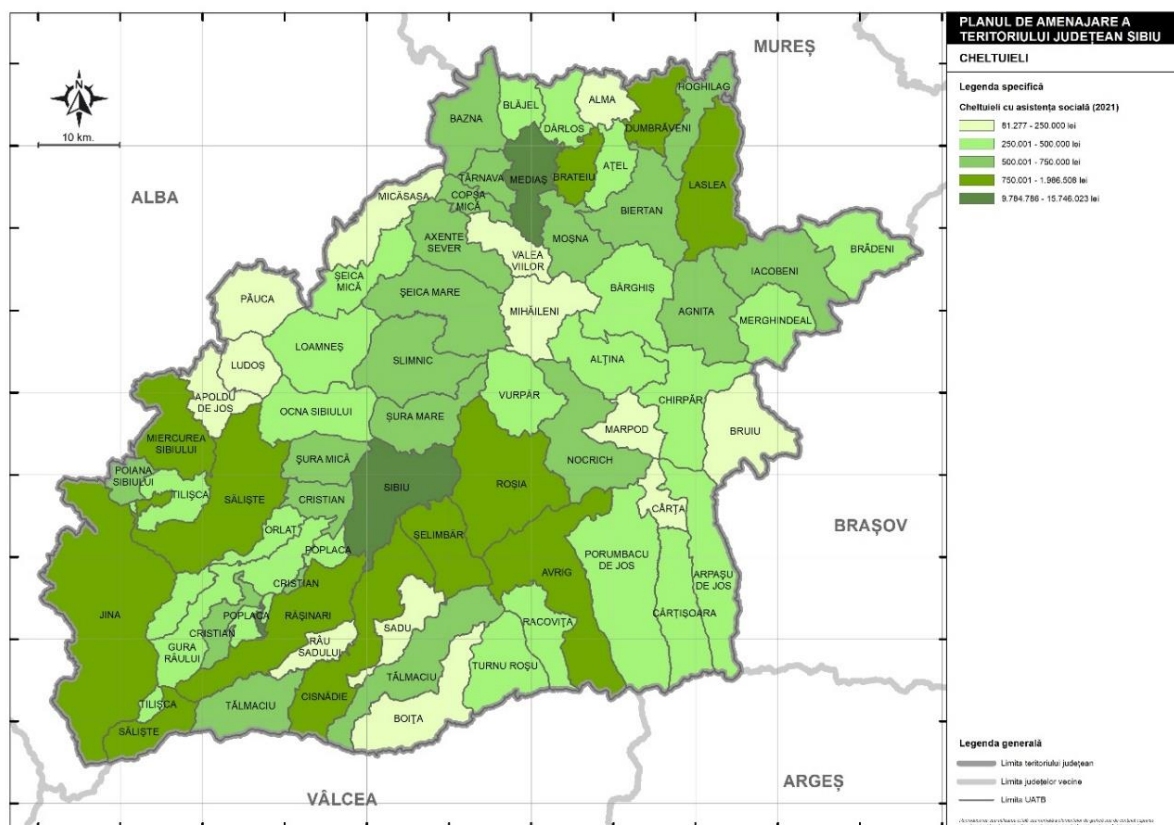 PLANUL DE AMENAJARE A
TERITORIULUI JUDEȚEAN SIBIU
CHELTUIELI
Legenda specifică
Cheltuieli cu asistența socială (2021)
81.277 - 250.000 lei
250.001 - 500.000 lei
500.001 - 750.000 lei
750.001 - 1.986.508 lei
9.784.786 - 15.746.023 lei
MUREȘ
N
10 km.
ALBA
BRAȘOV
ARGEȘ
VÂLCEA
HOGHILAG
BLĂJEL
ALMA
BAZNA
DÂRLOS
DUMBRĂVENI
AȚEL
TÂRNAVA
MEDIAȘ
BRATEIU
LASLEA
MICĂSASA
COPȘA
MICĂ
BIERTAN
AXENTE
SEVER
MOȘNA
BRĂDENI
VALEA
VIILOR
IACOBENI
ȘEICA
MICĂ
ȘEICA MARE
BÂRGHIȘ
PĂUCA
MIHĂILENI
AGNITA
MERGHINDEAL
LOAMNEȘ
SLIMNIC
ALȚINA
LUDOȘ
APOLDU
DE JOS
VURPĂR
CHIRPĂR
OCNA SIBIULUI
ȘURA MARE
MARPOD
BRUIU
MIERCUREA
SIBIULUI
ȘURA MICĂ
NOCRICH
POIANA
SIBIULUI
TILIȘCA
SĂLIȘTE
CRISTIAN
SIBIU
ROȘIA
CÂRȚA
ORLAT
POPLACA
ȘELIMBĂR
PORUMBACU
DE JOS
AVRIG
ARPAȘU
DE JOS
CRISTIAN
JINA
RĂȘINARI
CÂRȚIȘOARA
POPLACA
SADU
RACOVIȚA
CRISTIAN
GURA
RÂULUI
RÂU
SADULUI
TURNU ROȘU
TĂLMACIU
TILIȘCA
TĂLMACIU
CISNĂDIE
BOIȚA
SĂLIȘTE
Legenda generală
Limita teritoriului județean
Limita județelor vecine
Limita UATB